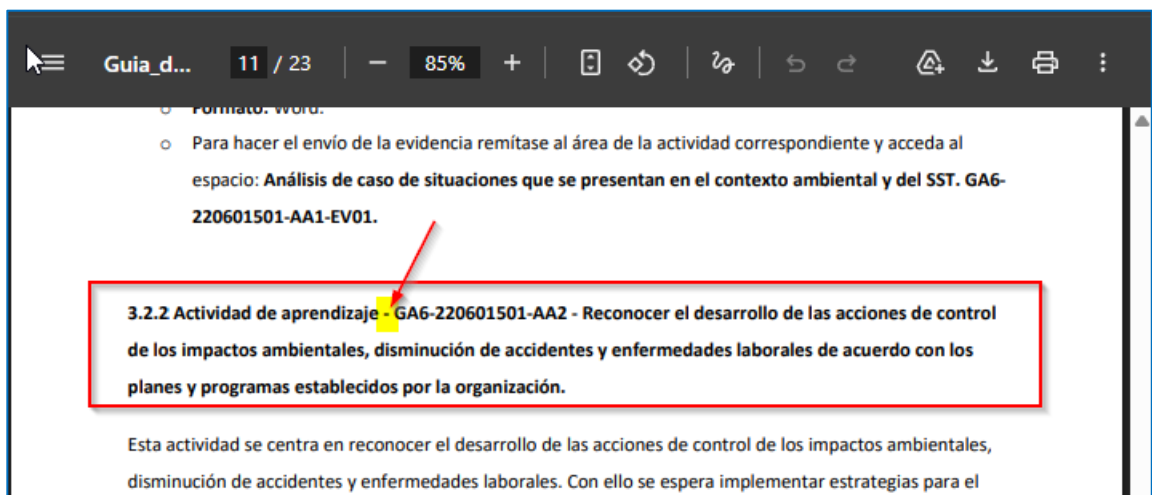 Guia_d... 11 / 23 85%
Formato: Word.
Para hacer el envío de la evidencia remítase al área de la actividad correspondiente y acceda al
espacio: Análisis de caso de situaciones que se presentan en el contexto ambiental y del SST. GA6-
220601501-AA1-EV01.
3.2.2 Actividad de aprendizaje - GA6-220601501-AA2 - Reconocer el desarrollo de las acciones de control
de los impactos ambientales, disminución de accidentes y enfermedades laborales de acuerdo con los
planes y programas establecidos por la organización.
Esta actividad se centra en reconocer el desarrollo de las acciones de control de los impactos ambientales,
disminución de accidentes y enfermedades laborales. Con ello se espera implementar estrategias para el